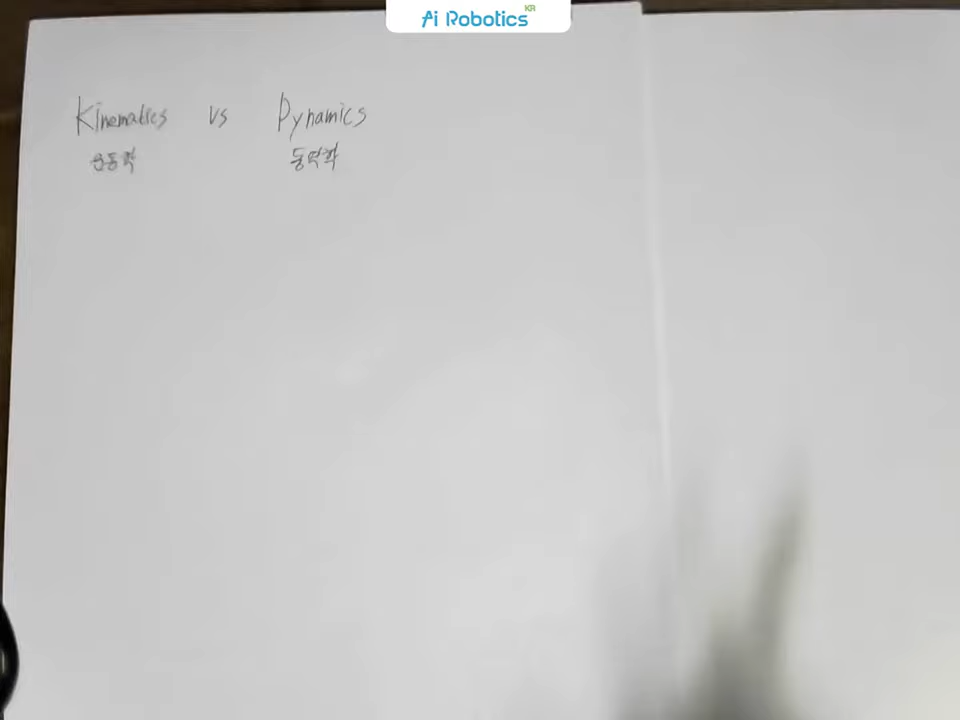 Ai Robotics KR
Kinematics vs Dynamics
운동학 동역학